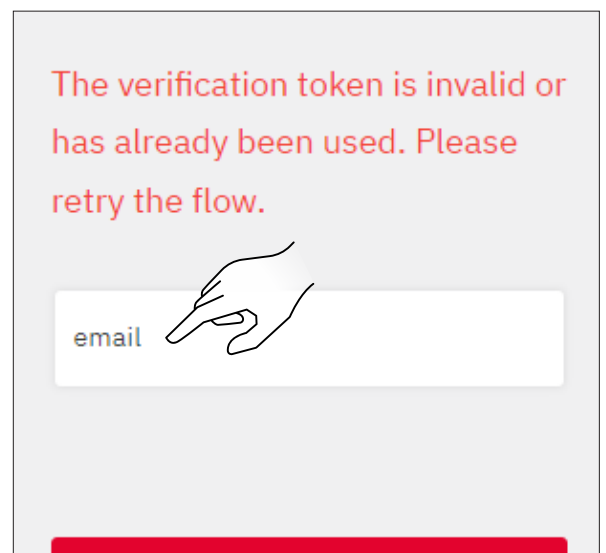 The verification token is invalid or
has already been used. Please
retry the flow.
email